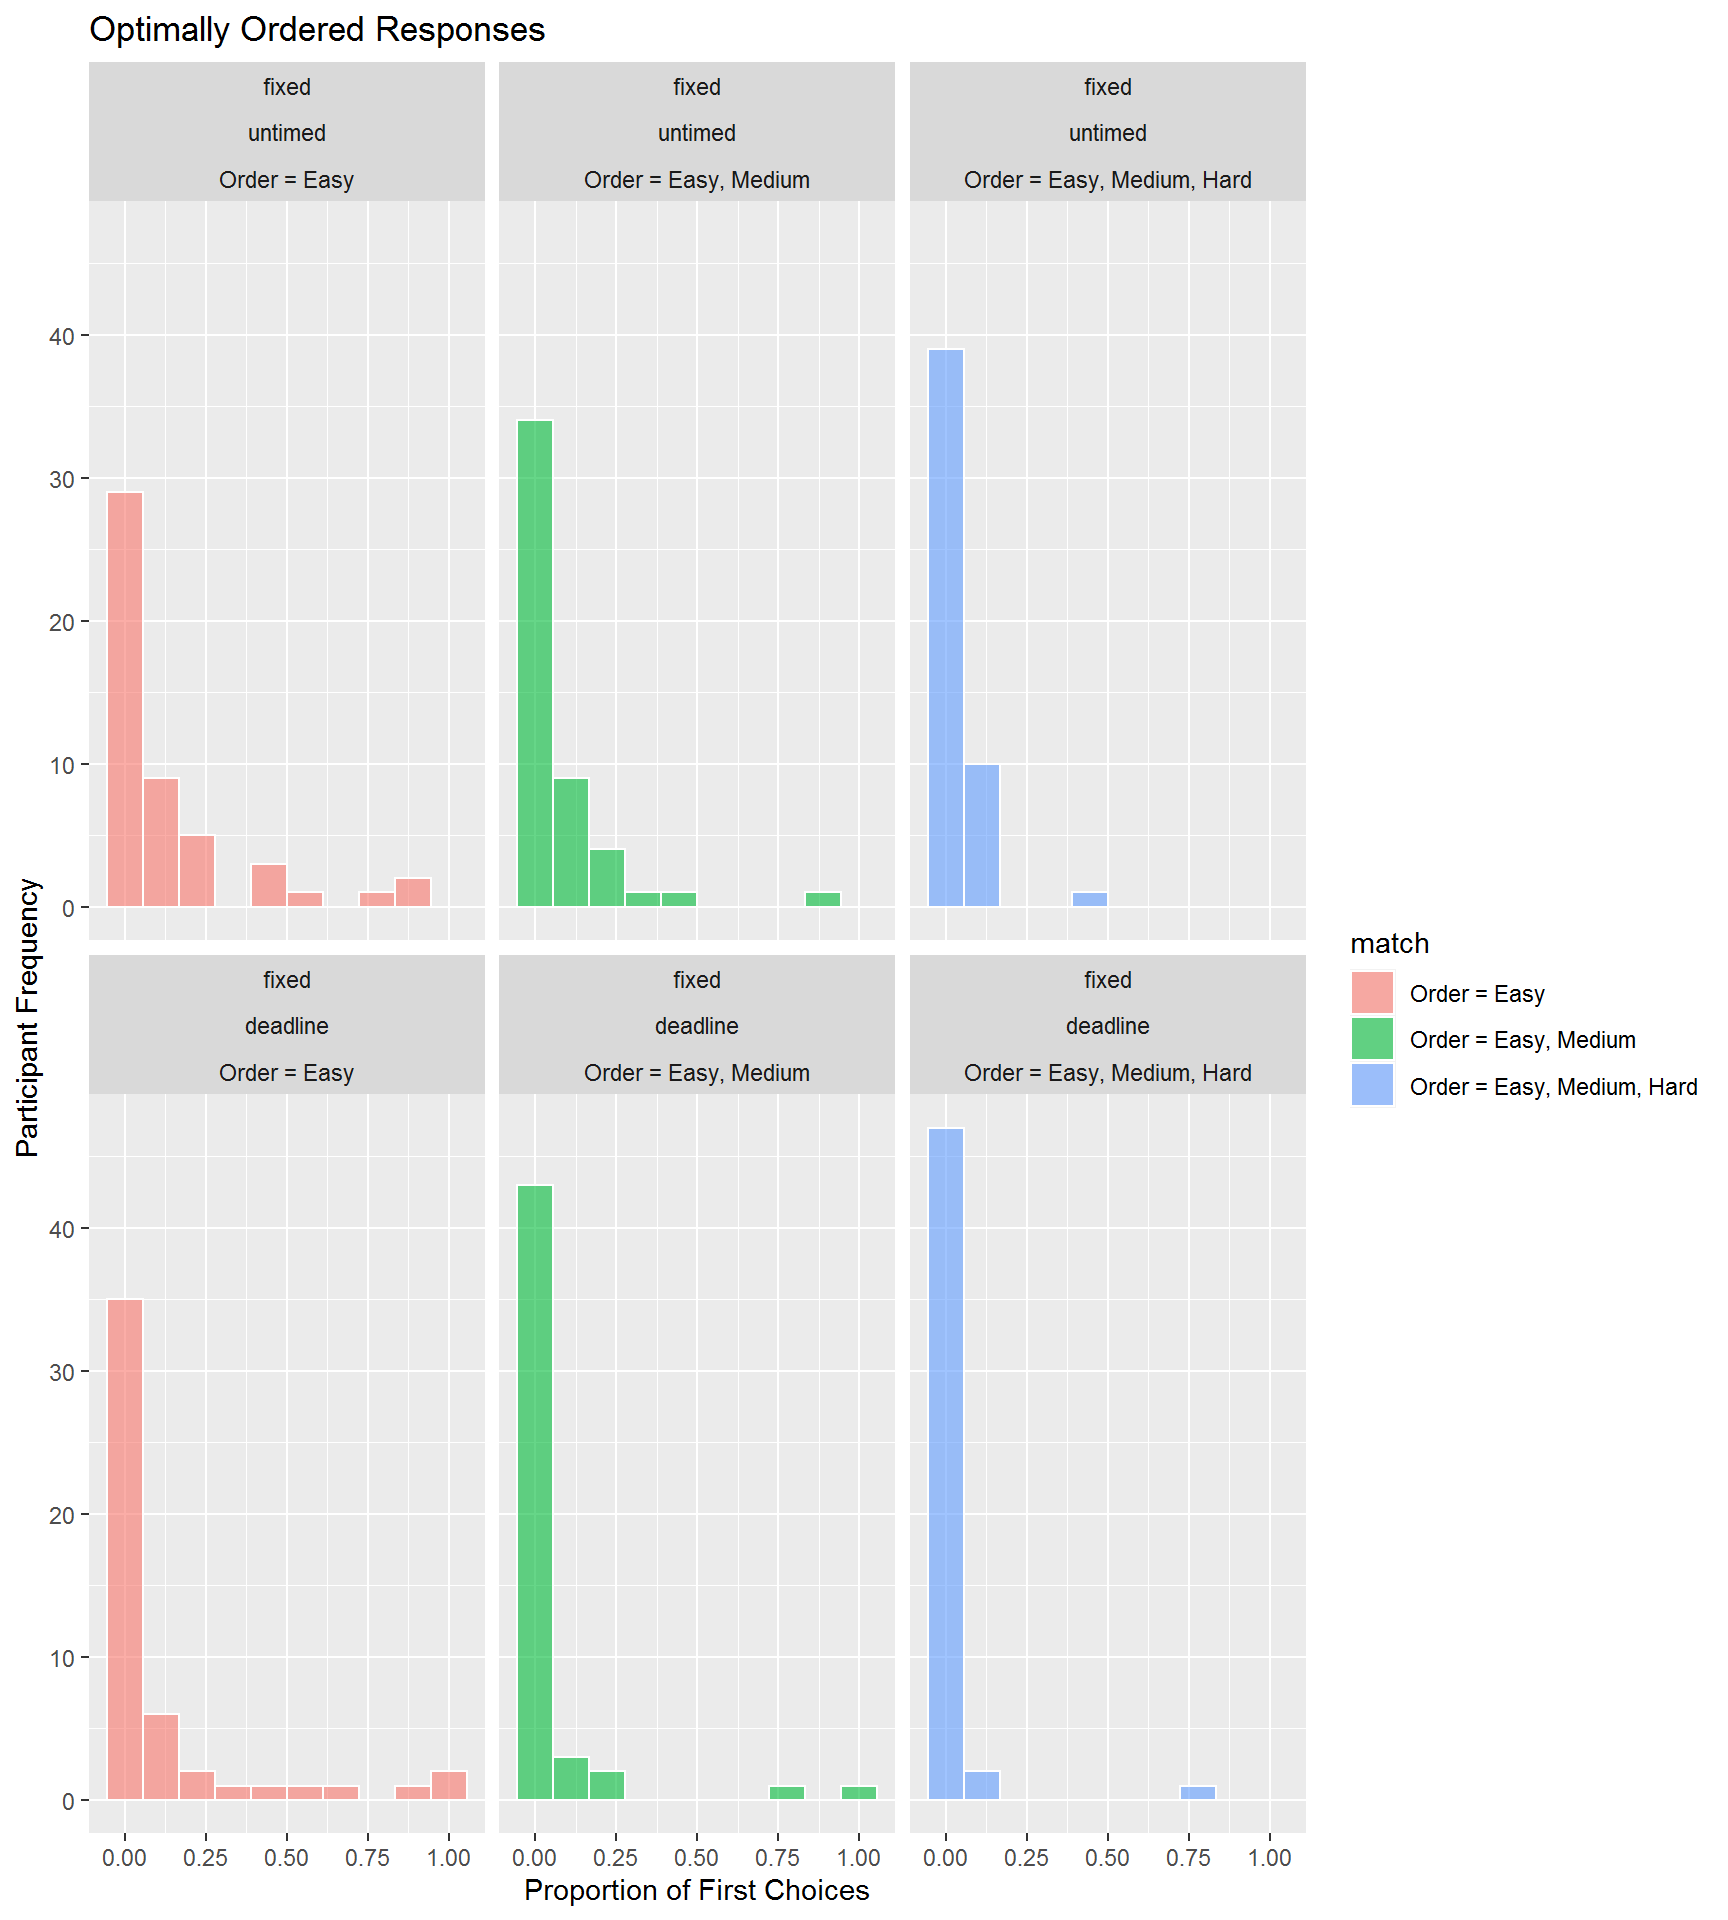 Optimally Ordered Responses
fixed
untimed
Order = Easy
fixed
untimed
Order = Easy, Medium
fixed
untimed
Order = Easy, Medium, Hard
40
30
20
10
0
fixed
deadline
Order = Easy
fixed
deadline
Order = Easy, Medium
fixed
deadline
Order = Easy, Medium, Hard
40
30
20
10
0
0.00 0.25 0.50 0.75 1.00
0.00 0.25 0.50 0.75 1.00
0.00 0.25 0.50 0.75 1.00
Proportion of First Choices
Participant Frequency
match
Order = Easy
Order = Easy, Medium
Order = Easy, Medium, Hard